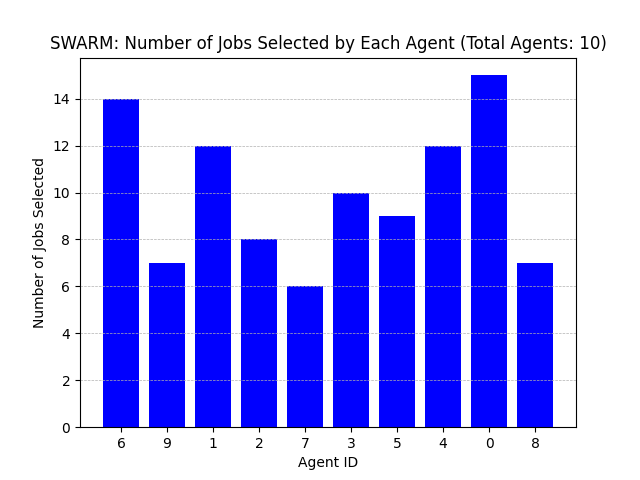 SWARM: Number of Jobs Selected by Each Agent (Total Agents: 10)
Number of Jobs Selected
14
12
10
8
6
4
2
0
6 9 1 2 7 3 5 4 0 8
Agent ID